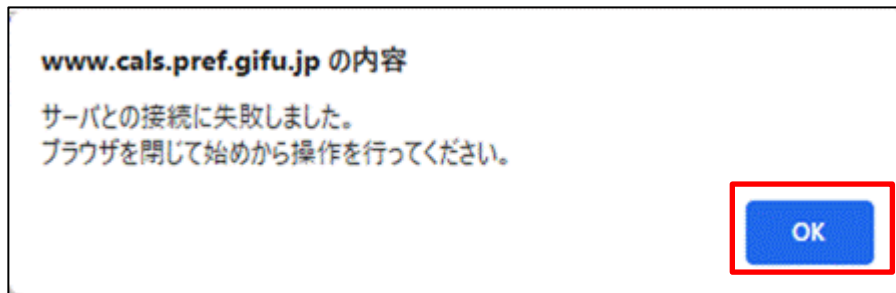 www.cals.pref.gifu.jp の内容
サーバとの接続に失敗しました。
ブラウザを閉じて始めから操作を行ってください。
OK